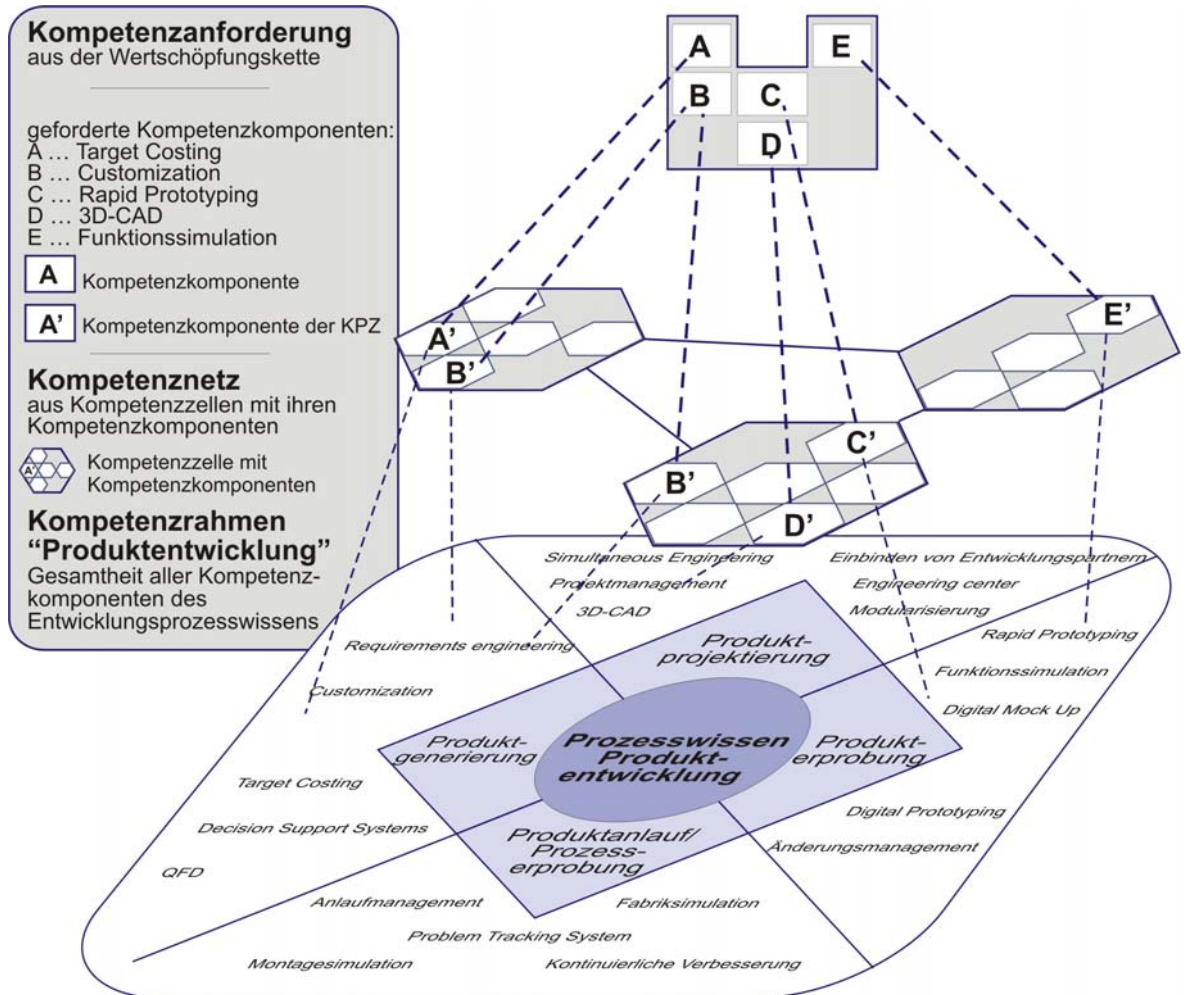 Kompetenzanforderung
aus der Wertschöpfungskette
geforderte Kompetenzkomponenten:
A … Target Costing
B … Customization
C … Rapid Prototyping
D … 3D-CAD
E … Funktionssimulation
A Kompetenzkomponente
A' Kompetenzkomponente der KPZ
Kompetenznetz
aus Kompetenzzellen mit ihren
Kompetenzkomponenten
A' Kompetenzzelle mit
Kompetenzkomponenten
Kompetenzrahmen
“Produktentwicklung”
Gesamtheit aller Kompetenz-
komponenten des
Entwicklungsprozesswissens
A E
B C
D
A'
B'
E'
C'
B'
D'
Simultaneous Engineering
Projektmanagement
3D-CAD
Einbinden von Entwicklungspartnern
Engineering center
Modularisierung
Requirements engineering
Customization
Target Costing
Decision Support Systems
QFD
Rapid Prototyping
Funktionssimulation
Digital Mock Up
Digital Prototyping
Änderungsmanagement
Produkt-
projektierung
Produkt-
generierung
Prozesswissen
Produkt-
entwicklung
Produkt-
erprobung
Produktanlauf/
Prozess-
erprobung
Anlaufmanagement
Fabriksimulation
Problem Tracking System
Montagesimulation
Kontinuierliche Verbesserung